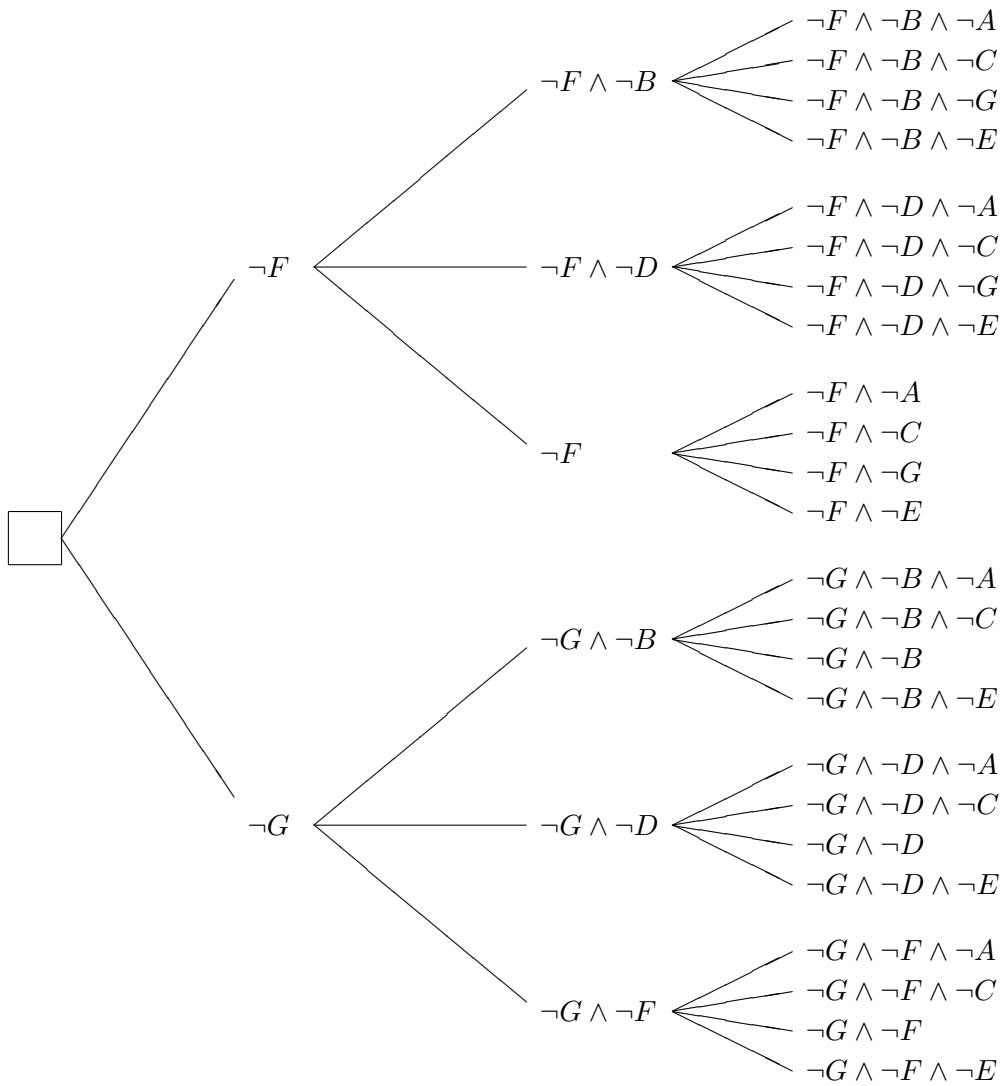 ¬F ∧ ¬B ∧ ¬A
¬F ∧ ¬B ∧ ¬C
¬F ∧ ¬B
¬F ∧ ¬B ∧ ¬G
¬F ∧ ¬B ∧ ¬E
¬F ∧ ¬D ∧ ¬A
¬F ∧ ¬D ∧ ¬C
¬F
¬F ∧ ¬D
¬F ∧ ¬D ∧ ¬G
¬F ∧ ¬D ∧ ¬E
¬F ∧ ¬A
¬F ∧ ¬C
¬F
¬F ∧ ¬G
¬F ∧ ¬E
¬G ∧ ¬B ∧ ¬A
¬G ∧ ¬B ∧ ¬C
¬G ∧ ¬B
¬G ∧ ¬B
¬G ∧ ¬B ∧ ¬E
¬G ∧ ¬D ∧ ¬A
¬G ∧ ¬D ∧ ¬C
¬G
¬G ∧ ¬D
¬G ∧ ¬D
¬G ∧ ¬D ∧ ¬E
¬G ∧ ¬F ∧ ¬A
¬G ∧ ¬F ∧ ¬C
¬G ∧ ¬F
¬G ∧ ¬F
¬G ∧ ¬F ∧ ¬E